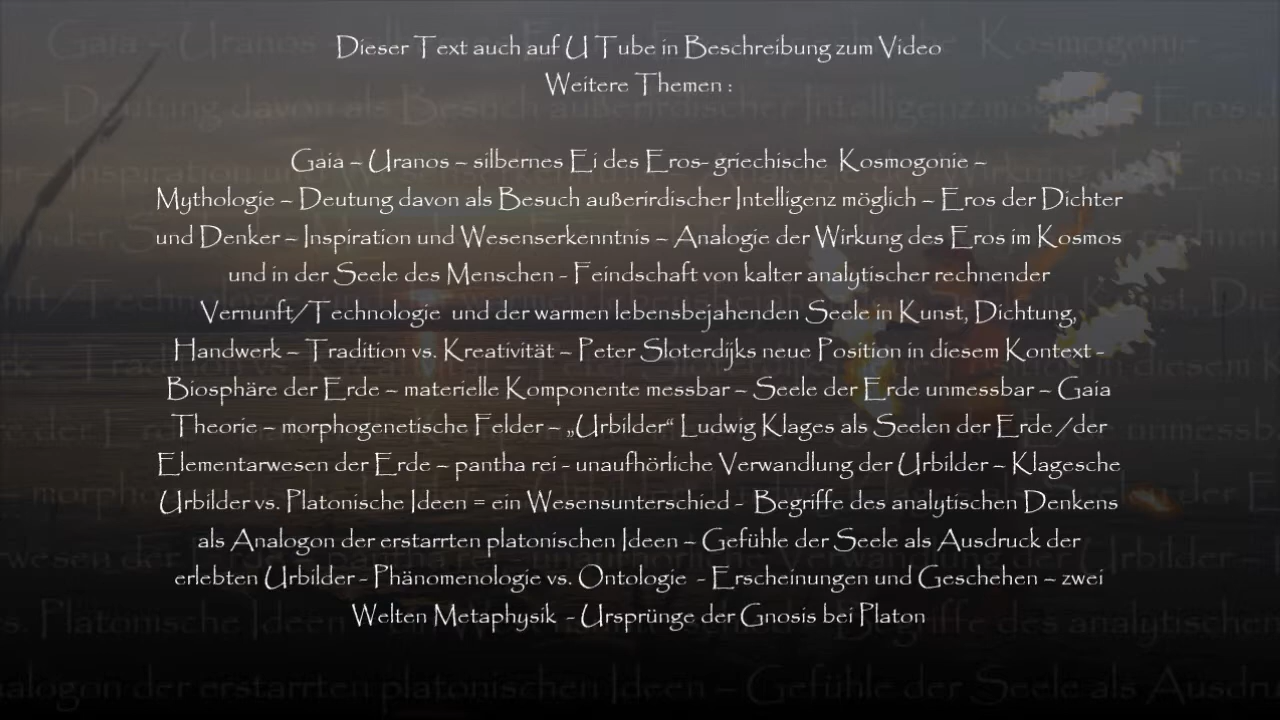 Dieser Text auch auf U Tube in Beschreibung zum Video
Weitere Themen :
Gaia – Uranos – silbernes Ei des Eros- griechische Kosmogonie –
Mythologie – Deutung davon als Besuch außerirdischer Intelligenz möglich – Eros der Dichter
und Denker – Inspiration und Wesenserkenntnis – Analogie der Wirkung des Eros im Kosmos
und in der Seele des Menschen - Feindschaft von kalter analytischer rechnender
Vernunft/Technologie und der warmen lebensbejahenden Seele in Kunst, Dichtung,
Handwerk – Tradition vs. Kreativität – Peter Sloterdijks neue Position in diesem Kontext -
Biosphäre der Erde – materielle Komponente messbar – Seele der Erde unmessbar – Gaia
Theorie – morphogenetische Felder – „Urbilder“ Ludwig Klages als Seelen der Erde /der
Elementarwesen der Erde – pantha rei - unaufhörliche Verwandlung der Urbilder – Klagesche
Urbilder vs. Platonische Ideen = ein Wesensunterschied - Begriffe des analytischen Denkens
als Analogon der erstarrten platonischen Ideen – Gefühle der Seele als Ausdruck der
erlebten Urbilder - Phänomenologie vs. Ontologie - Erscheinungen und Geschehen – zwei
Welten Metaphysik - Ursprünge der Gnosis bei Platon